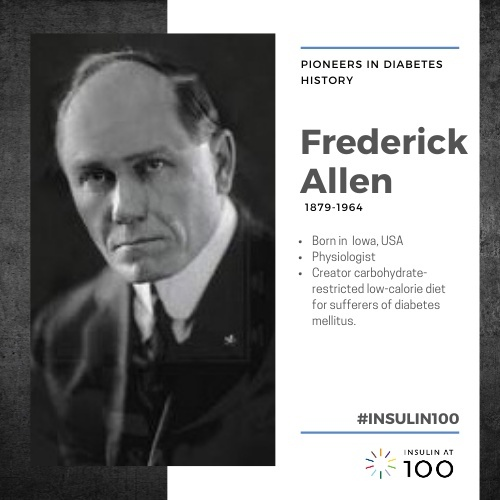 PIONEERS IN DIABETES
HISTORY
Frederick
Allen
1879-1964
• Born in Iowa, USA
• Physiologist
• Creator carbohydrate-
restricted low-calorie diet
for sufferers of diabetes
mellitus.
#INSULIN100
INSULIN AT
100